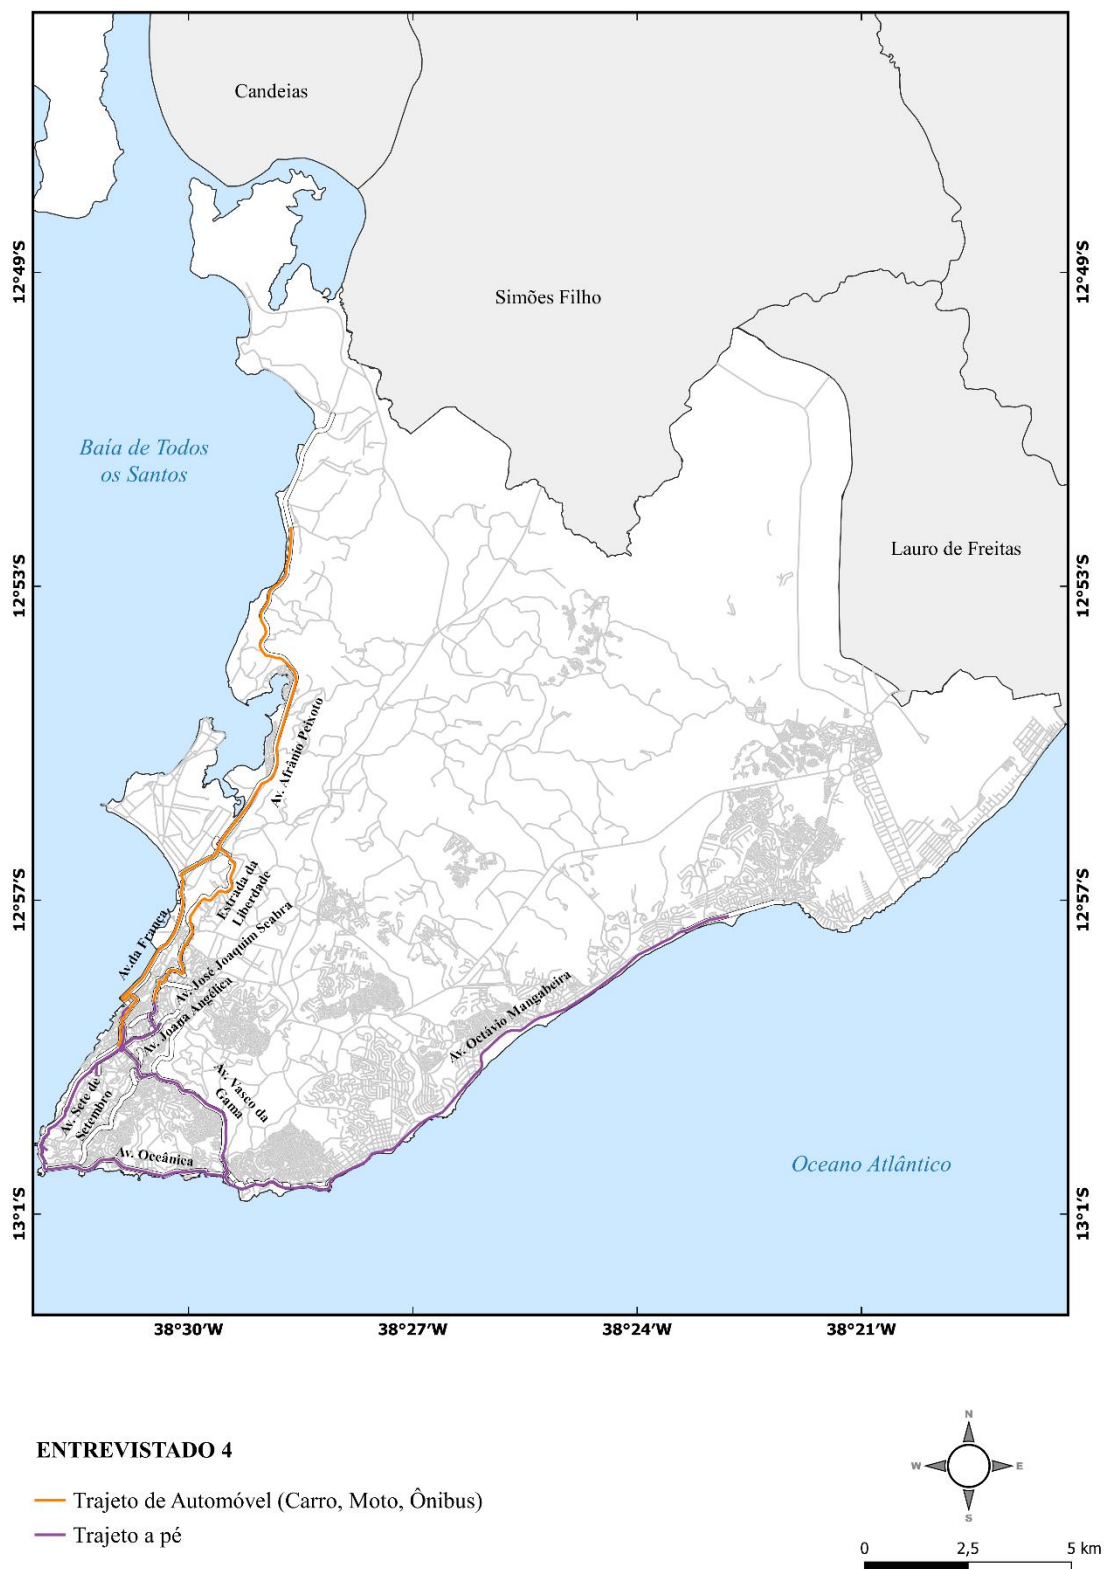 Candeias
12°49'S
12°49'S
Simões Filho
Baía de Todos
os Santos
Lauro de Freitas
12°53'S
12°53'S
Av. Afrânio Peixoto
Estrada da
Liberdade
12°57'S
12°57'S
Av.da França
Av. José Joaquim Seabra
Av. Joana Angélica
Av. Octávio Mangabeira
Av. Vasco da
Gama
Av. Sete de
Setembro
Av. Oceânica
Oceano Atlântico
13°1'S
13°1'S
38°30'W
38°27'W
38°24'W
38°21'W
ENTREVISTADO 4
Trajeto de Automóvel (Carro, Moto, Ônibus)
Trajeto a pé
N
W
E
S
0 2,5 5 km